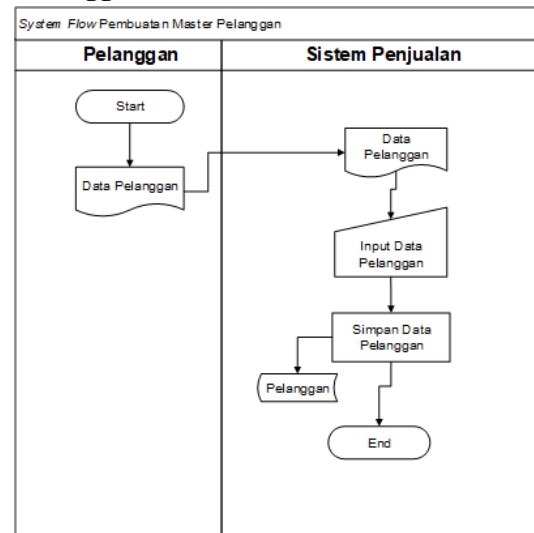 System Flow Pembuatan Master Pelanggan
Pelanggan
Sistem Penjualan
Start
Data Pelanggan
Data
Pelanggan
Input Data
Pelanggan
Simpan Data
Pelanggan
Pelanggan
End